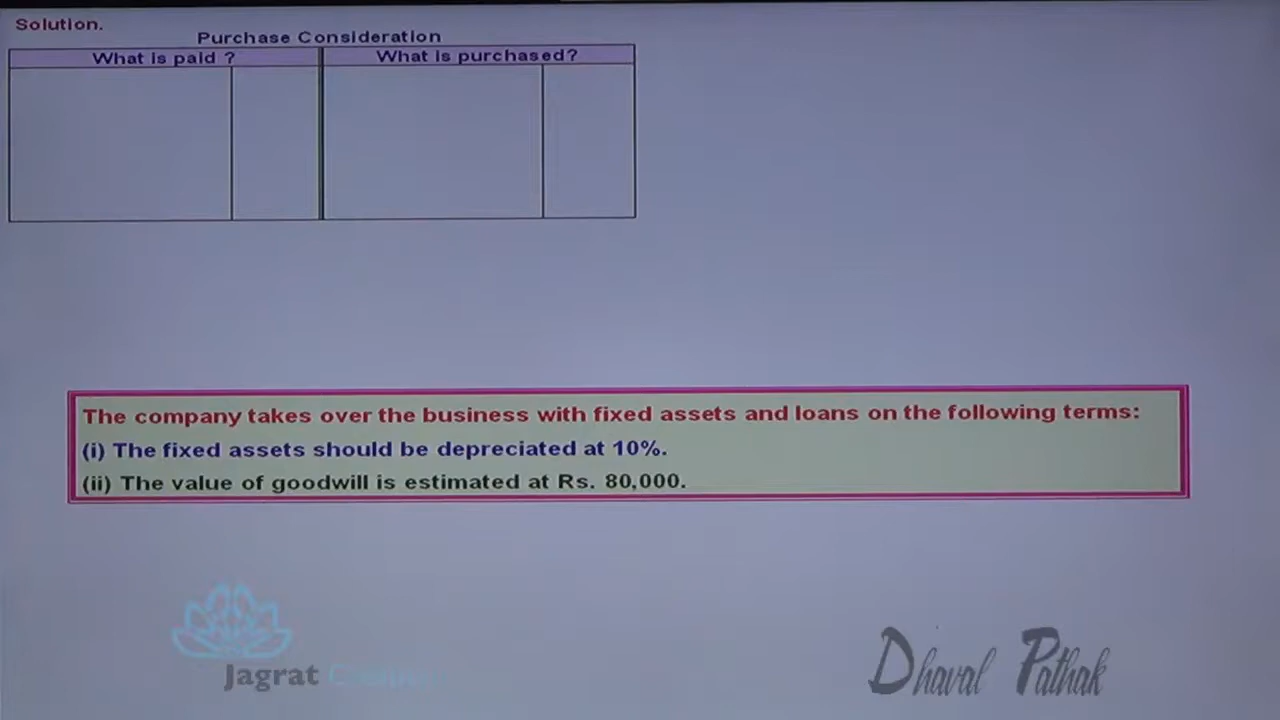 Solution.
Purchase Consideration
What is paid ? What is purchased?
The company takes over the business with fixed assets and loans on the following terms:
(i) The fixed assets should be depreciated at 10%.
(ii) The value of goodwill is estimated at Rs. 80,000.
Jagrat
Dhaval Pathak